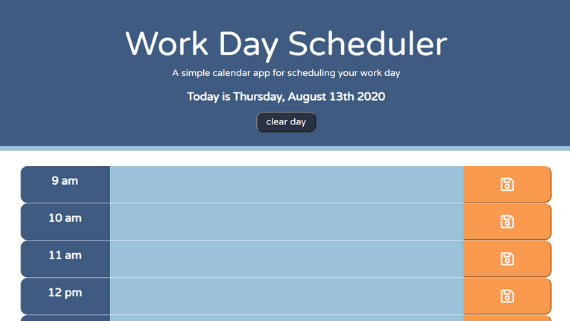 Work Day Scheduler
A simple calendar app for scheduling your work day
Today is Thursday, August 13th 2020
clear day
9 am
10 am
11 am
12 pm